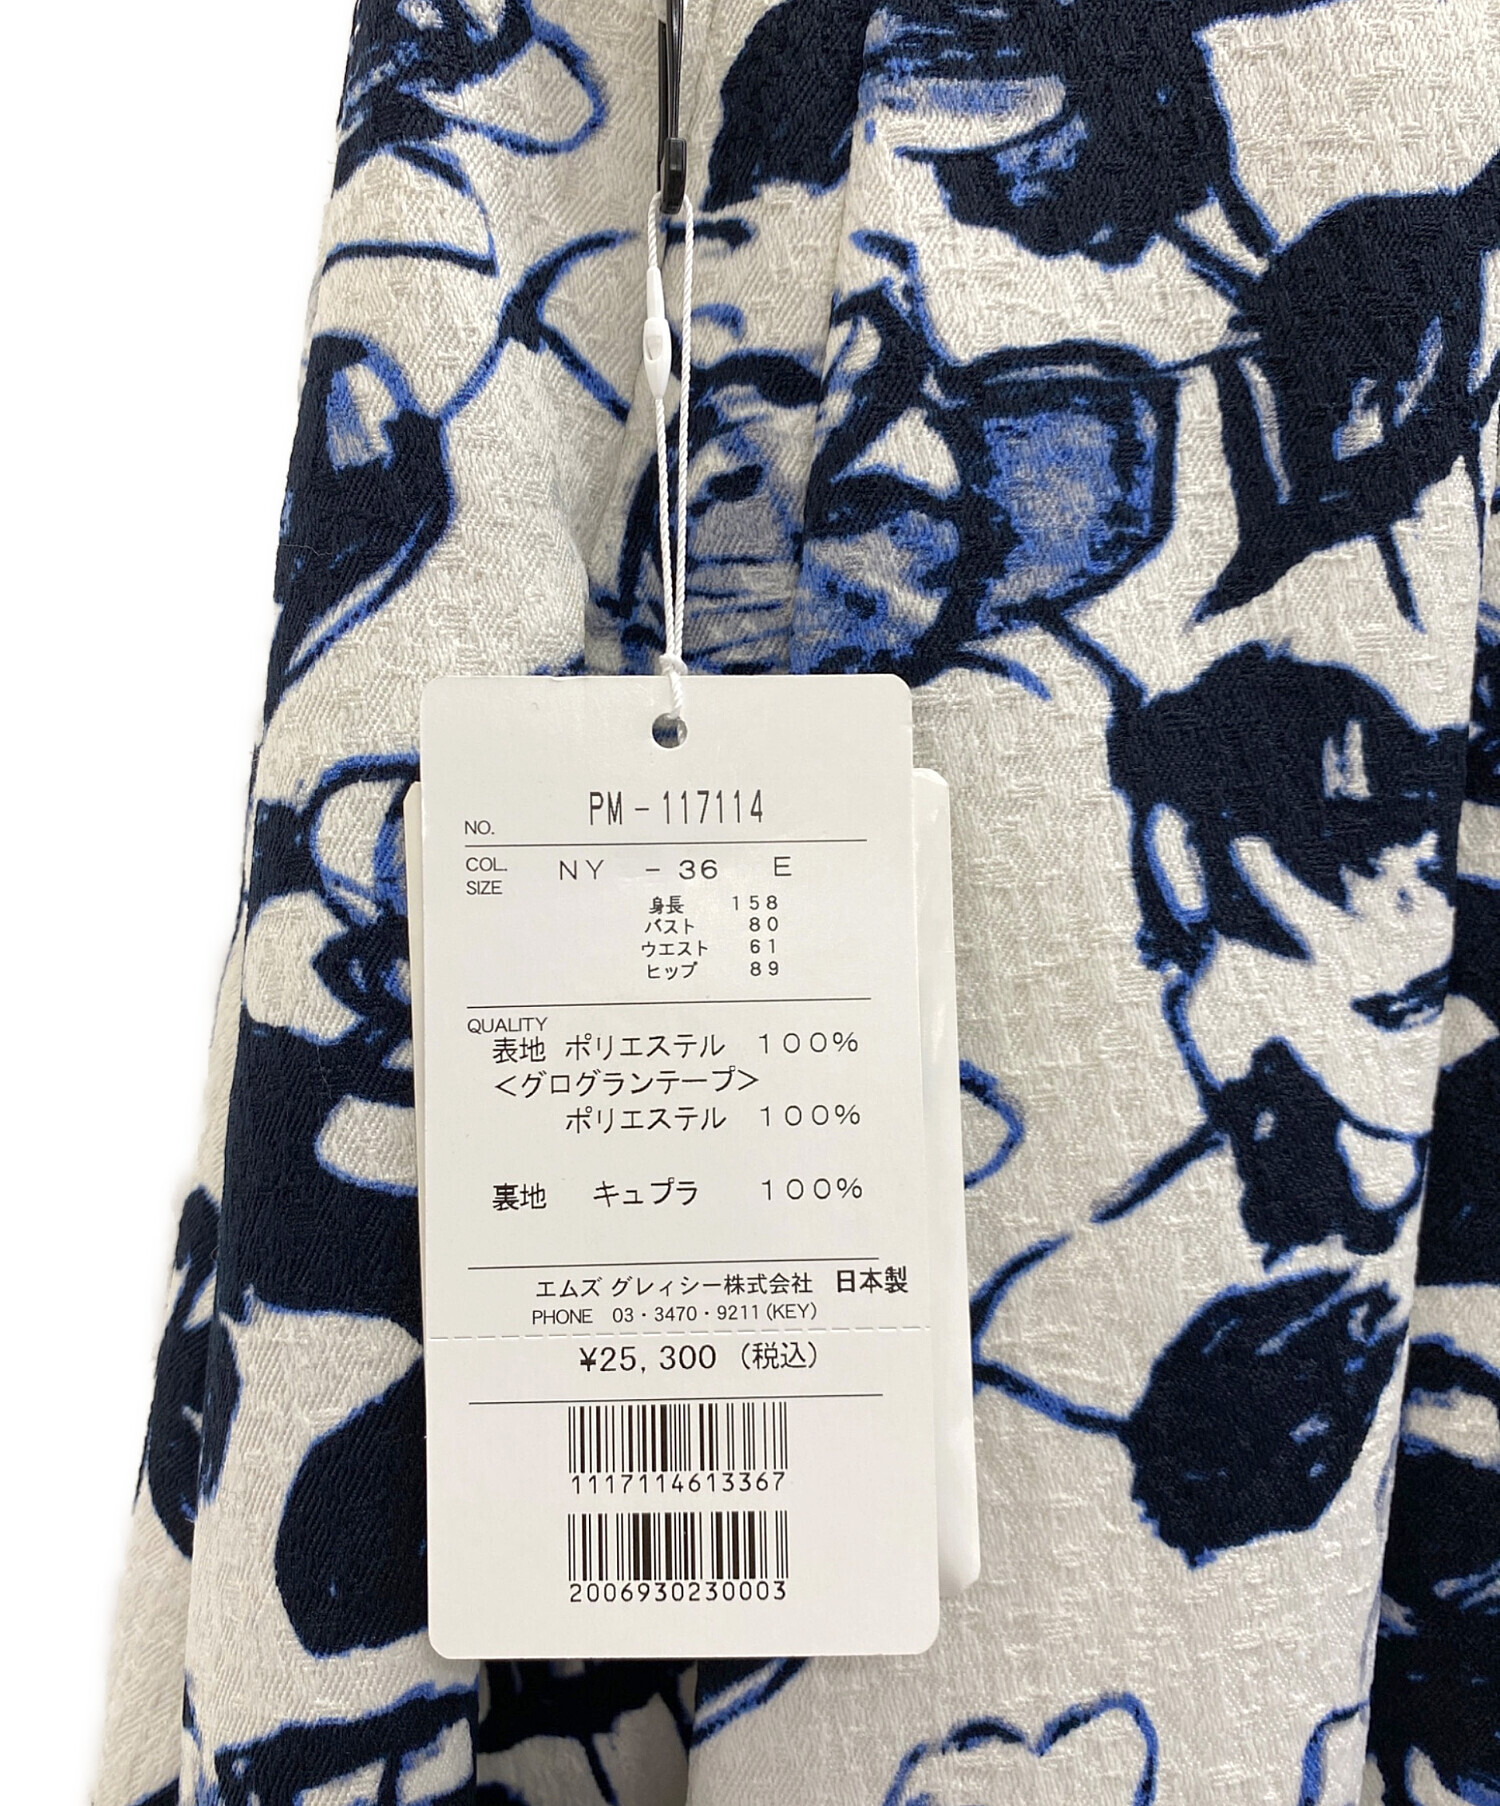 NO. PM-117114
COL. SIZE NY -36 E
身長 158
バスト 80
ウエスト 61
ヒップ 89
QUALITY
表地 ポリエステル 100%
<グログランテープ>
ポリエステル 100%
裏地 キュプラ 100%
エムズ グレィシー株式会社 日本製
PHONE 03・3470・9211(KEY)
¥25,300 (税込)
1117114613367
2006930230003